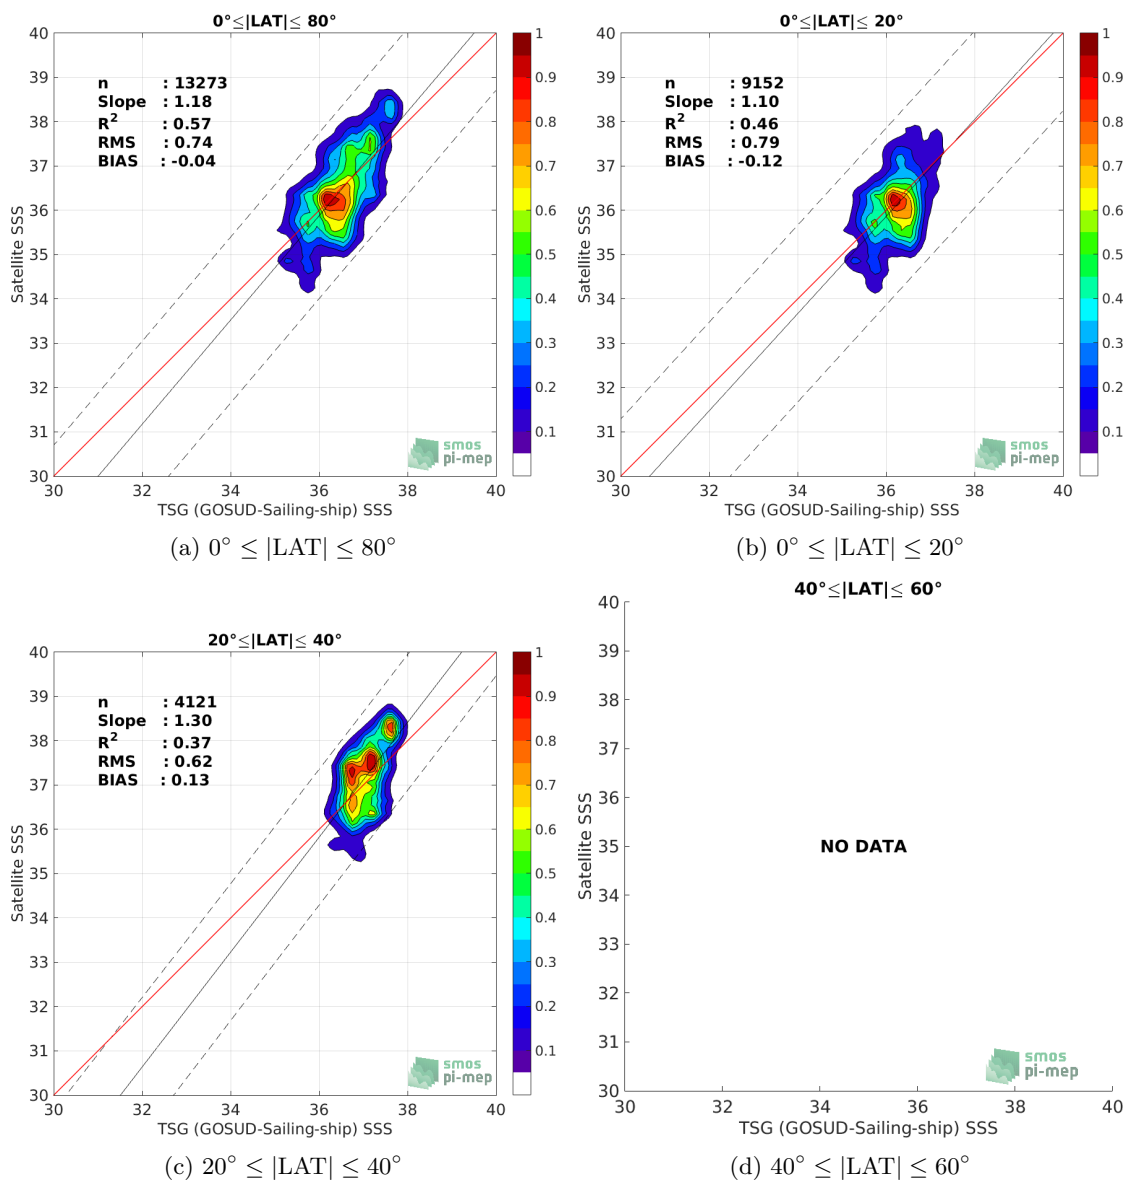 0°≤|LAT|≤ 80°
n : 13273
Slope : 1.18
R² : 0.57
RMS : 0.74
BIAS : -0.04
40
39
38
37
36
35
34
33
32
31
30
30 32 34 36 38 40
Satellite SSS
TSG (GOSUD-Sailing-ship) SSS
1
0.9
0.8
0.7
0.6
0.5
0.4
0.3
0.2
0.1
smos
pi-mep
(a) 0° ≤ |LAT| ≤ 80°
0°≤|LAT|≤ 20°
n : 9152
Slope : 1.10
R² : 0.46
RMS : 0.79
BIAS : -0.12
40
39
38
37
36
35
34
33
32
31
30
30 32 34 36 38 40
Satellite SSS
TSG (GOSUD-Sailing-ship) SSS
1
0.9
0.8
0.7
0.6
0.5
0.4
0.3
0.2
0.1
smos
pi-mep
(b) 0° ≤ |LAT| ≤ 20°
20°≤|LAT|≤ 40°
n : 4121
Slope : 1.30
R² : 0.37
RMS : 0.62
BIAS : 0.13
40
39
38
37
36
35
34
33
32
31
30
30 32 34 36 38 40
Satellite SSS
TSG (GOSUD-Sailing-ship) SSS
1
0.9
0.8
0.7
0.6
0.5
0.4
0.3
0.2
0.1
smos
pi-mep
(c) 20° ≤ |LAT| ≤ 40°
40°≤|LAT|≤ 60°
40
39
38
37
36
35
34
33
32
31
30
30 32 34 36 38 40
Satellite SSS
NO DATA
TSG (GOSUD-Sailing-ship) SSS
smos
pi-mep
(d) 40° ≤ |LAT| ≤ 60°